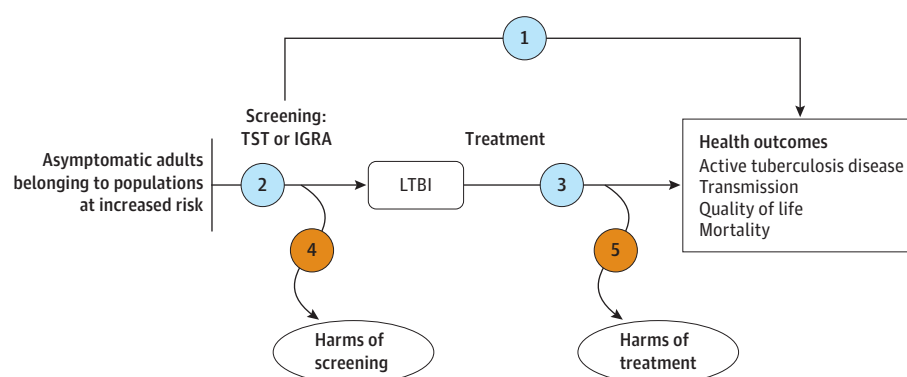 1
Screening:
TST or IGRA
Treatment
Asymptomatic adults
belonging to populations
at increased risk
2
LTBI
3
Health outcomes
Active tuberculosis disease
Transmission
Quality of life
Mortality
4
5
Harms of
screening
Harms of
treatment